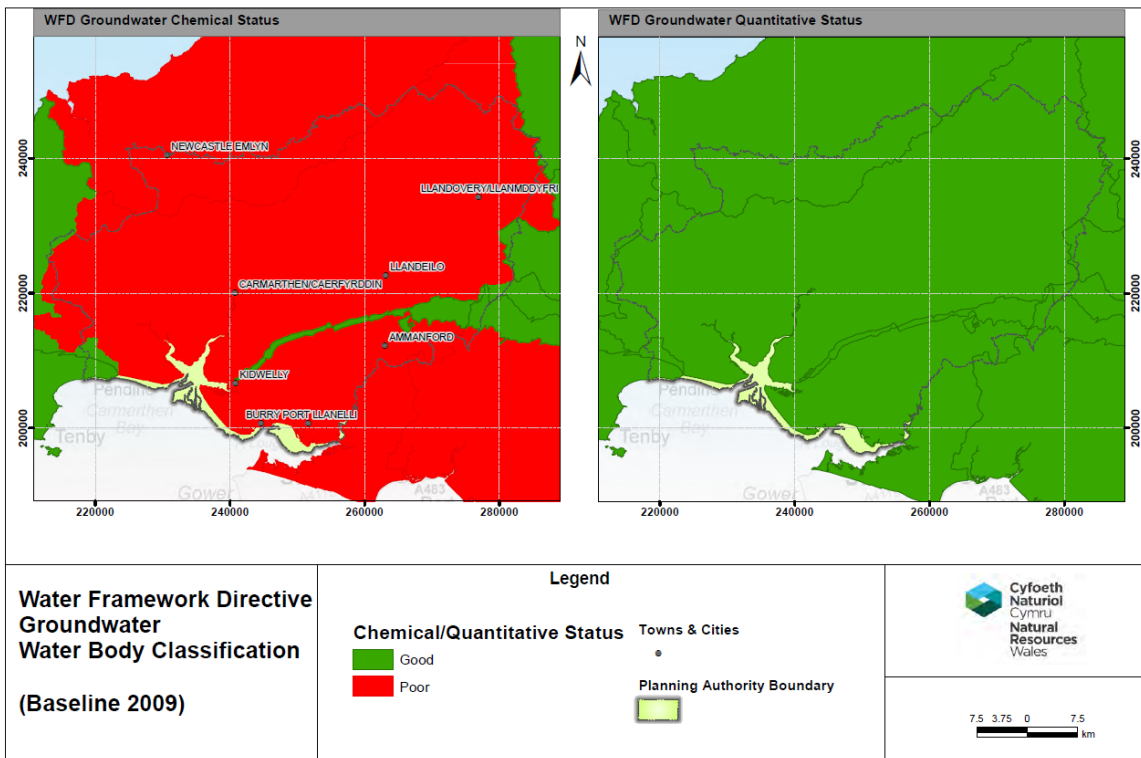 WFD Groundwater Chemical Status
WFD Groundwater Quantitative Status
N
240000
220000
200000
NEWCASTLE EMLYN
LLANDOVERY/LLANMDDYFRI
LLANDEILO
CARMARTHEN/CAERFYRDDIN
AMMANFORD
KIDWELLY
BURRY PORT LLANELLI
Pendine
Carmarthen
Bay
Tenby
Gower
A483
220000 240000 260000 280000
Pendine
Carmarthen
Bay
Tenby
Gower
A483
240000
220000
200000
220000 240000 260000 280000
Water Framework Directive
Groundwater
Water Body Classification
(Baseline 2009)
Legend
Chemical/Quantitative Status
Good
Poor
Towns & Cities
Planning Authority Boundary
Cyfoeth
Naturiol
Cymru
Natural
Resources
Wales
7.5 3.75 0 7.5
km